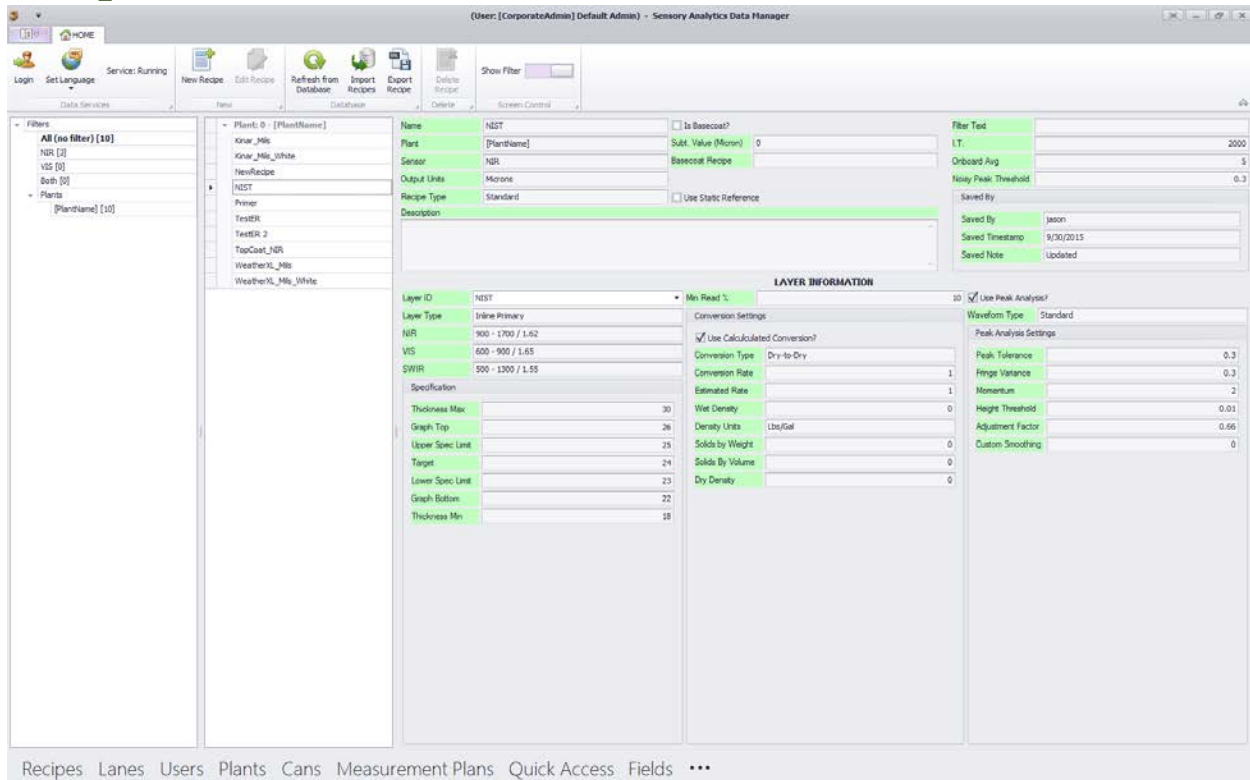 (User: [CorporateAdmin] Default Admin) - Sensory Analytics Data Manager
HOME
Login
Set Language
Service: Running
New Recipe
Edit Recipe
Refresh from Database
Import Recipes
Export Recipe
Delete Recipe
Show Filter
Data Services
New
Database
Delete
Screen Control
Filters
All (no filter) [10]
NIR [2]
VIS [0]
Both [0]
Plants
[PlantName] [10]
Plant: 0 - [PlantName]
Kinar_Mils
Kinar_Mils_White
NewRecipe
NIST
Primer
TestER
TestER 2
TopCoat_NIR
WeatherXL_Mils
WeatherXL_Mils_White
Name NIST
Plant [PlantName]
Sensor NIR
Output Units Microns
Recipe Type Standard
Description
Is Basecoat?
Subt. Value (Micron) 0
Basecoat Recipe
Use Static Reference
Filter Text
I.T. 2000
Onboard Avg 5
Noisy Peak Threshold 0.3
Saved By
Saved By jason
Saved Timestamp 9/30/2015
Saved Note Updated
LAYER INFORMATION
Layer ID NIST
Layer Type Inline Primary
NIR 900 - 1700 / 1.62
VIS 600 - 900 / 1.65
SWIR 500 - 1300 / 1.55
Specification
Thickness Max 30
Graph Top 26
Upper Spec Limit 25
Target 24
Lower Spec Limit 23
Graph Bottom 22
Thickness Min 18
Min Read % 10
Conversion Settings
Use Calculculated Conversion?
Conversion Type Dry-to-Dry
Conversion Rate 1
Estimated Rate 1
Wet Density 0
Density Units Lbs/Gal
Solids by Weight 0
Solids By Volume 0
Dry Density 0
Use Peak Analysis?
Waveform Type Standard
Peak Analysis Settings
Peak Tolerance 0.3
Fringe Variance 0.3
Momentum 2
Height Threshold 0.01
Adjustment Factor 0.66
Custom Smoothing 0
Recipes Lanes Users Plants Cans Measurement Plans Quick Access Fields •••